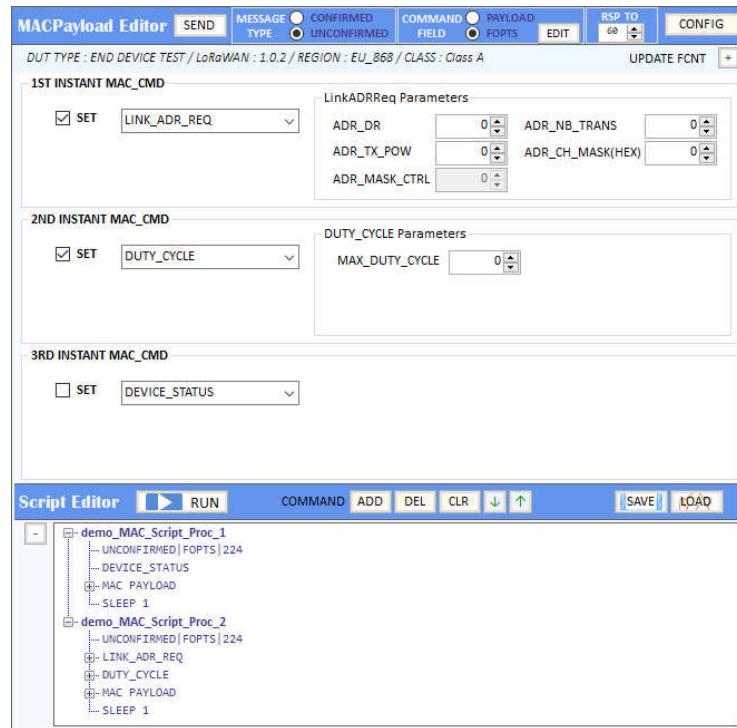 MACPayload Editor SEND MESSAGE TYPE CONFIRMED UNCONFIRMED COMMAND FIELD PAYLOAD FOPTS EDIT RSP TO 60 CONFIG
DUT TYPE : END DEVICE TEST / LoRaWAN : 1.0.2 / REGION : EU_868 / CLASS : Class A UPDATE FCNT +
1ST INSTANT MAC_CMD
SET LINK_ADR_REQ
LinkADRReq Parameters
ADR_DR 0 ADR_NB_TRANS 0
ADR_TX_POW 0 ADR_CH_MASK(HEX) 0
ADR_MASK_CTRL 0
2ND INSTANT MAC_CMD
SET DUTY_CYCLE
DUTY_CYCLE Parameters
MAX_DUTY_CYCLE 0
3RD INSTANT MAC_CMD
SET DEVICE_STATUS
Script Editor RUN COMMAND ADD DEL CLR ↓ ↑ SAVE LOAD
- demo_MAC_Script_Proc_1
UNCONFIRMED|FOPTS|224
DEVICE_STATUS
MAC PAYLOAD
SLEEP 1
demo_MAC_Script_Proc_2
UNCONFIRMED|FOPTS|224
LINK_ADR_REQ
DUTY_CYCLE
MAC PAYLOAD
SLEEP 1